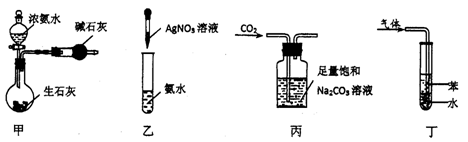 浓氨水
碱石灰
生石灰
甲
AgNO₃溶液
氨水
乙
CO₂
足量饱和
Na₂CO₃溶液
丙
气体
苯
水
丁